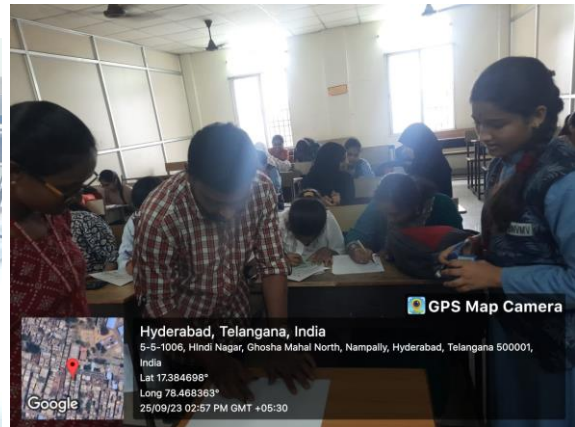 MVMV
GPS Map Camera
Hyderabad, Telangana, India
5-5-1006, Hindi Nagar, Ghosha Mahal North, Nampally, Hyderabad, Telangana 500001,
India
Lat 17.384698°
Long 78.468363°
25/09/23 02:57 PM GMT +05:30
Google